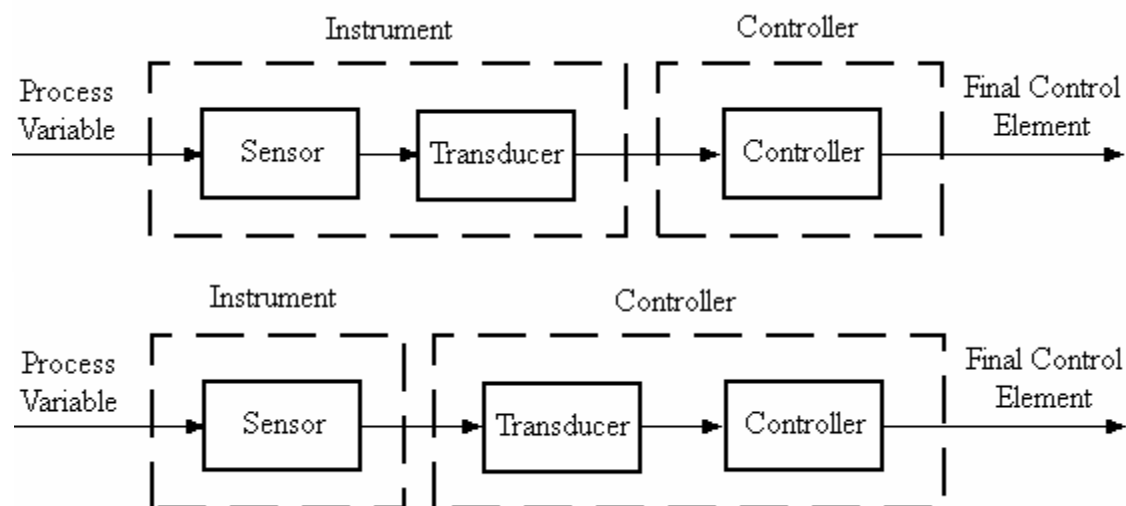 Instrument
Controller
Process
Variable
Sensor
Transducer
Controller
Final Control
Element
Instrument
Controller
Process
Variable
Sensor
Transducer
Controller
Final Control
Element